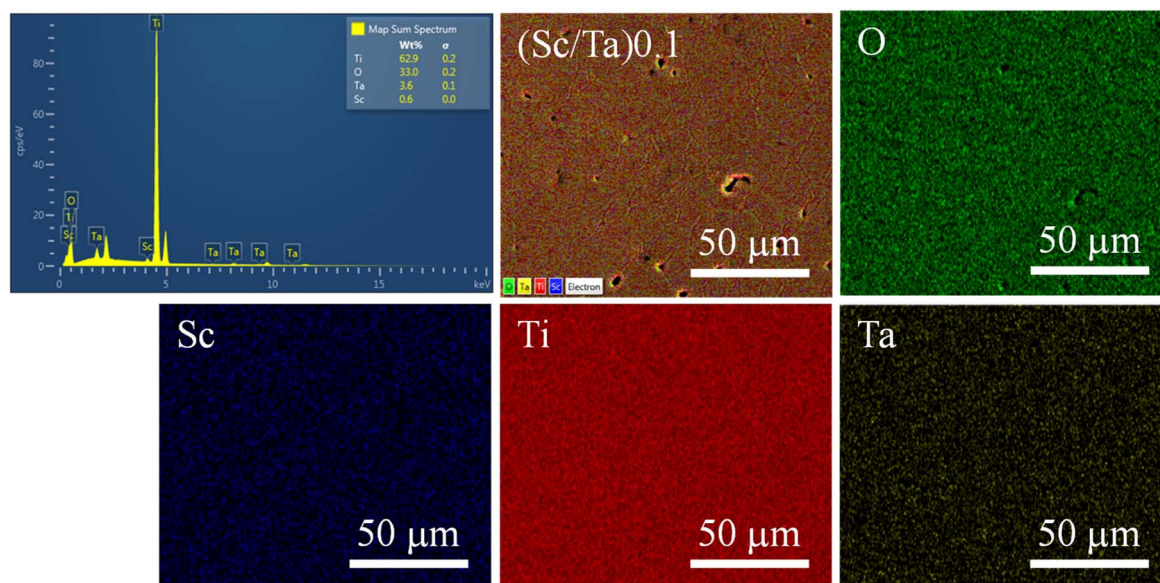 Map Sum Spectrum
Wt% σ
Ti 62.9 0.2
O 33.0 0.2
Ta 3.6 0.1
Sc 0.6 0.0
cps/eV
80
60
40
20
0
Ti
O
Ti
Sc
Ta
Sc
Ta
Ta
Ta
Ta
0 5 10 15 keV
(Sc/Ta)0.1
50 μm
O Ta Ti Sc Electron
O
50 μm
Sc
50 μm
Ti
50 μm
Ta
50 μm